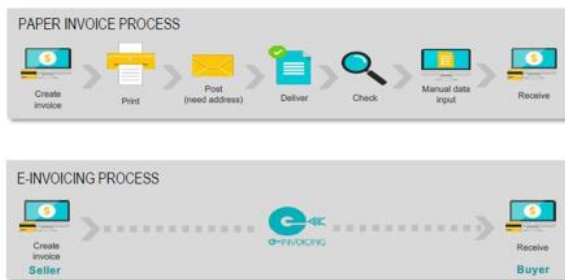 PAPER INVOICE PROCESS
Create
invoice
Print
Post
(need address)
Deliver
Check
Manual data
input
Receive
E-INVOICING PROCESS
e-INVOICING
Create
invoice
Seller
Receive
Buyer